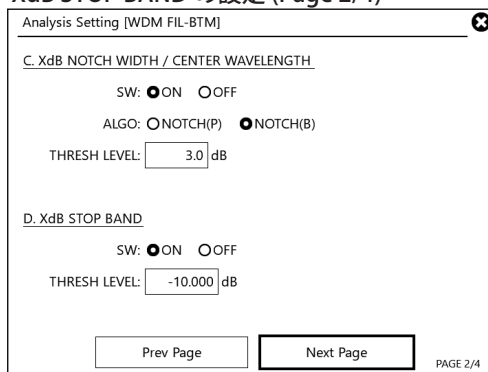 XdB STOP BAND の設定 (Page 2/4)
Analysis Setting [WDM FIL-BTM]
C. XdB NOTCH WIDTH / CENTER WAVELENGTH
SW: ON OFF
ALGO: NOTCH(P) NOTCH(B)
THRESH LEVEL: 3.0 dB
D. XdB STOP BAND
SW: ON OFF
THRESH LEVEL: -10.000 dB
Prev Page Next Page PAGE 2/4